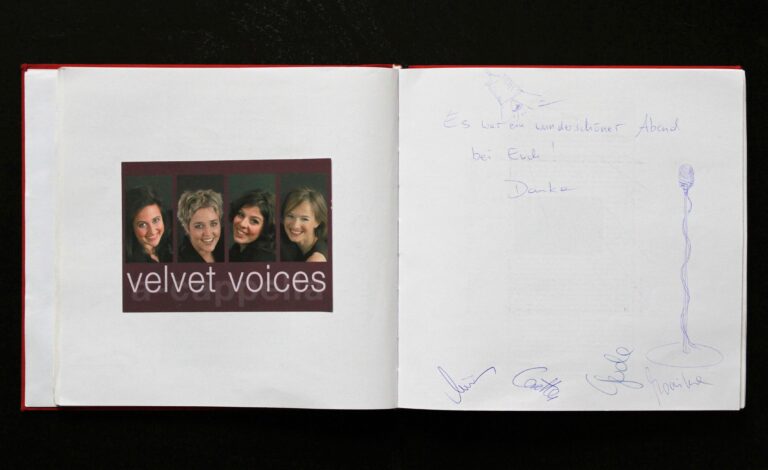 velvet voices
a cappella
Es war ein wunderschöner Abend
bei Euch!
Danke